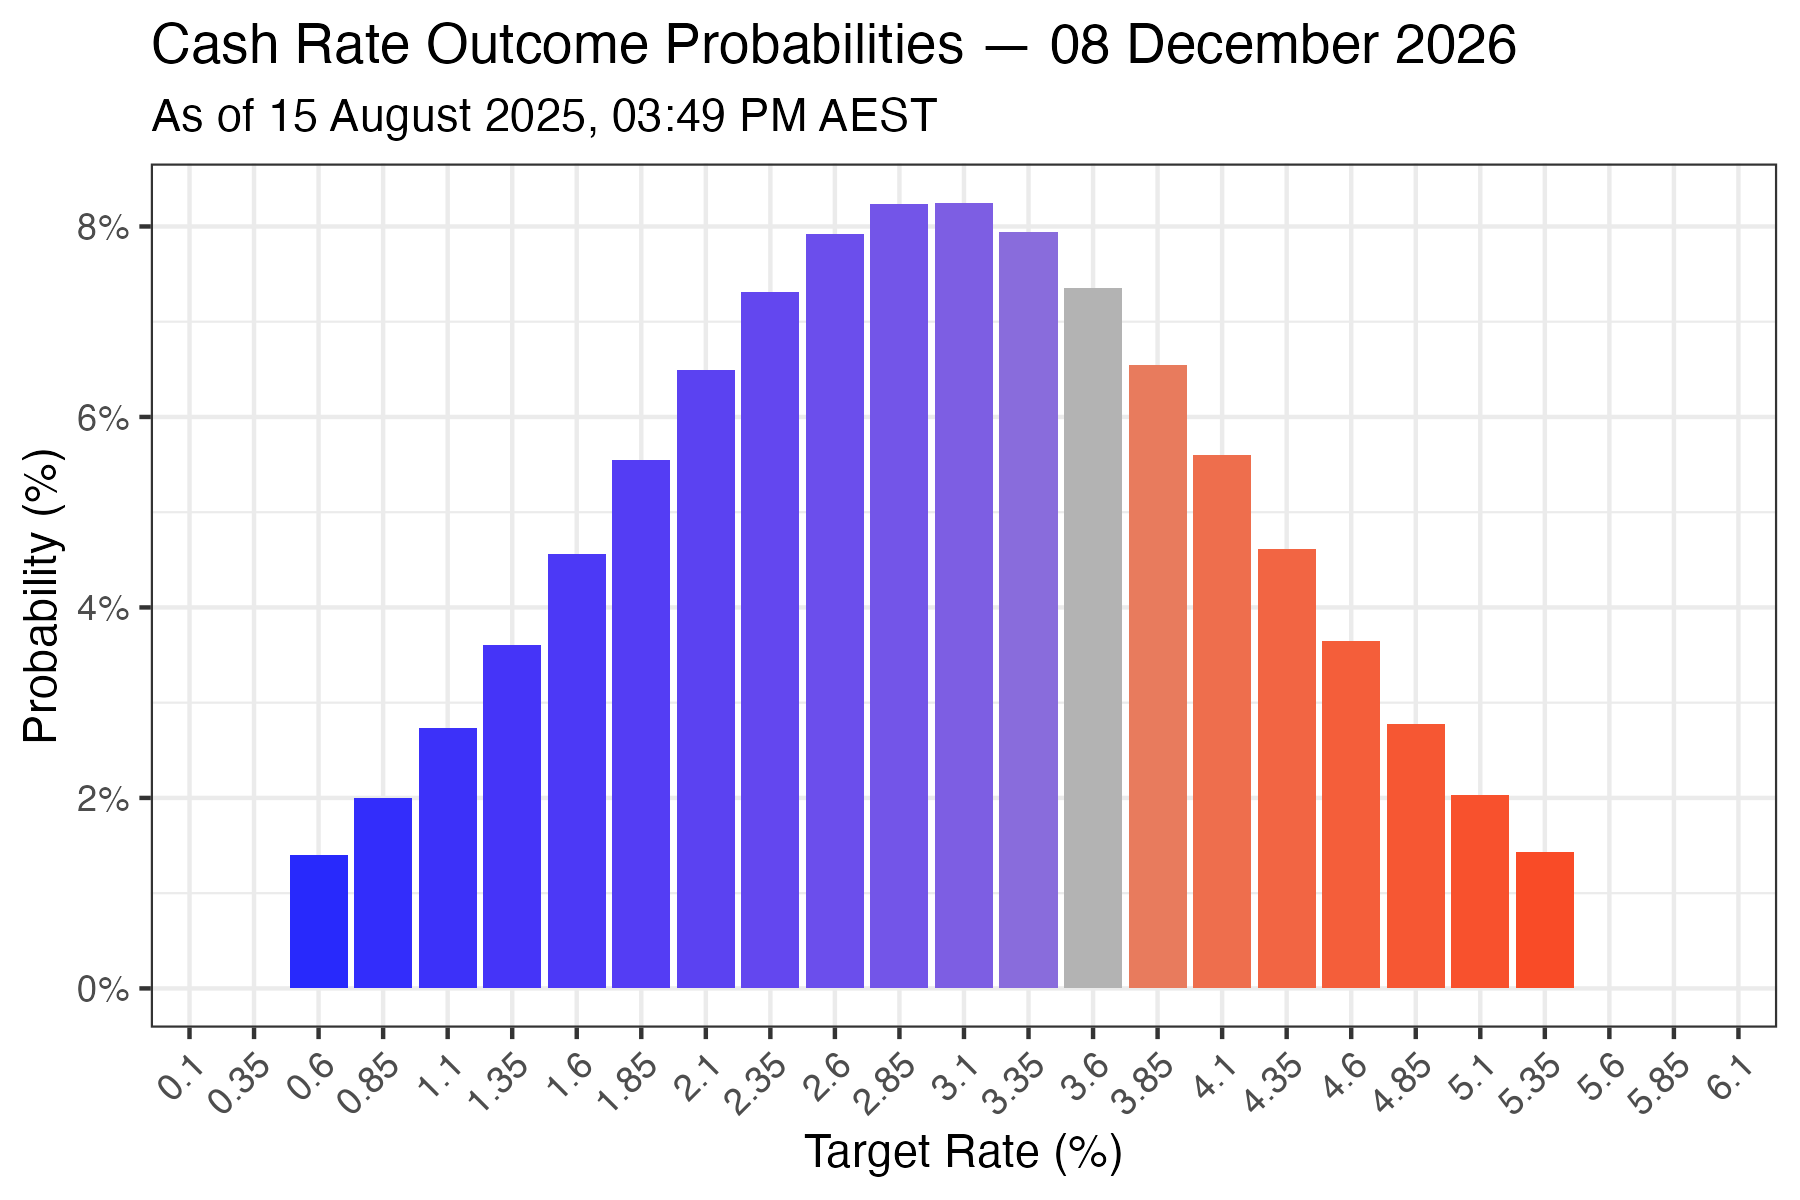 Cash Rate Outcome Probabilities — 08 December 2026
As of 15 August 2025, 03:49 PM AEST
Probability (%)
8%
6%
4%
2%
0%
0.1 0.35 0.6 0.85 1.1 1.35 1.6 1.85 2.1 2.35 2.6 2.85 3.1 3.35 3.6 3.85 4.1 4.35 4.6 4.85 5.1 5.35 5.6 5.85 6.1
Target Rate (%)